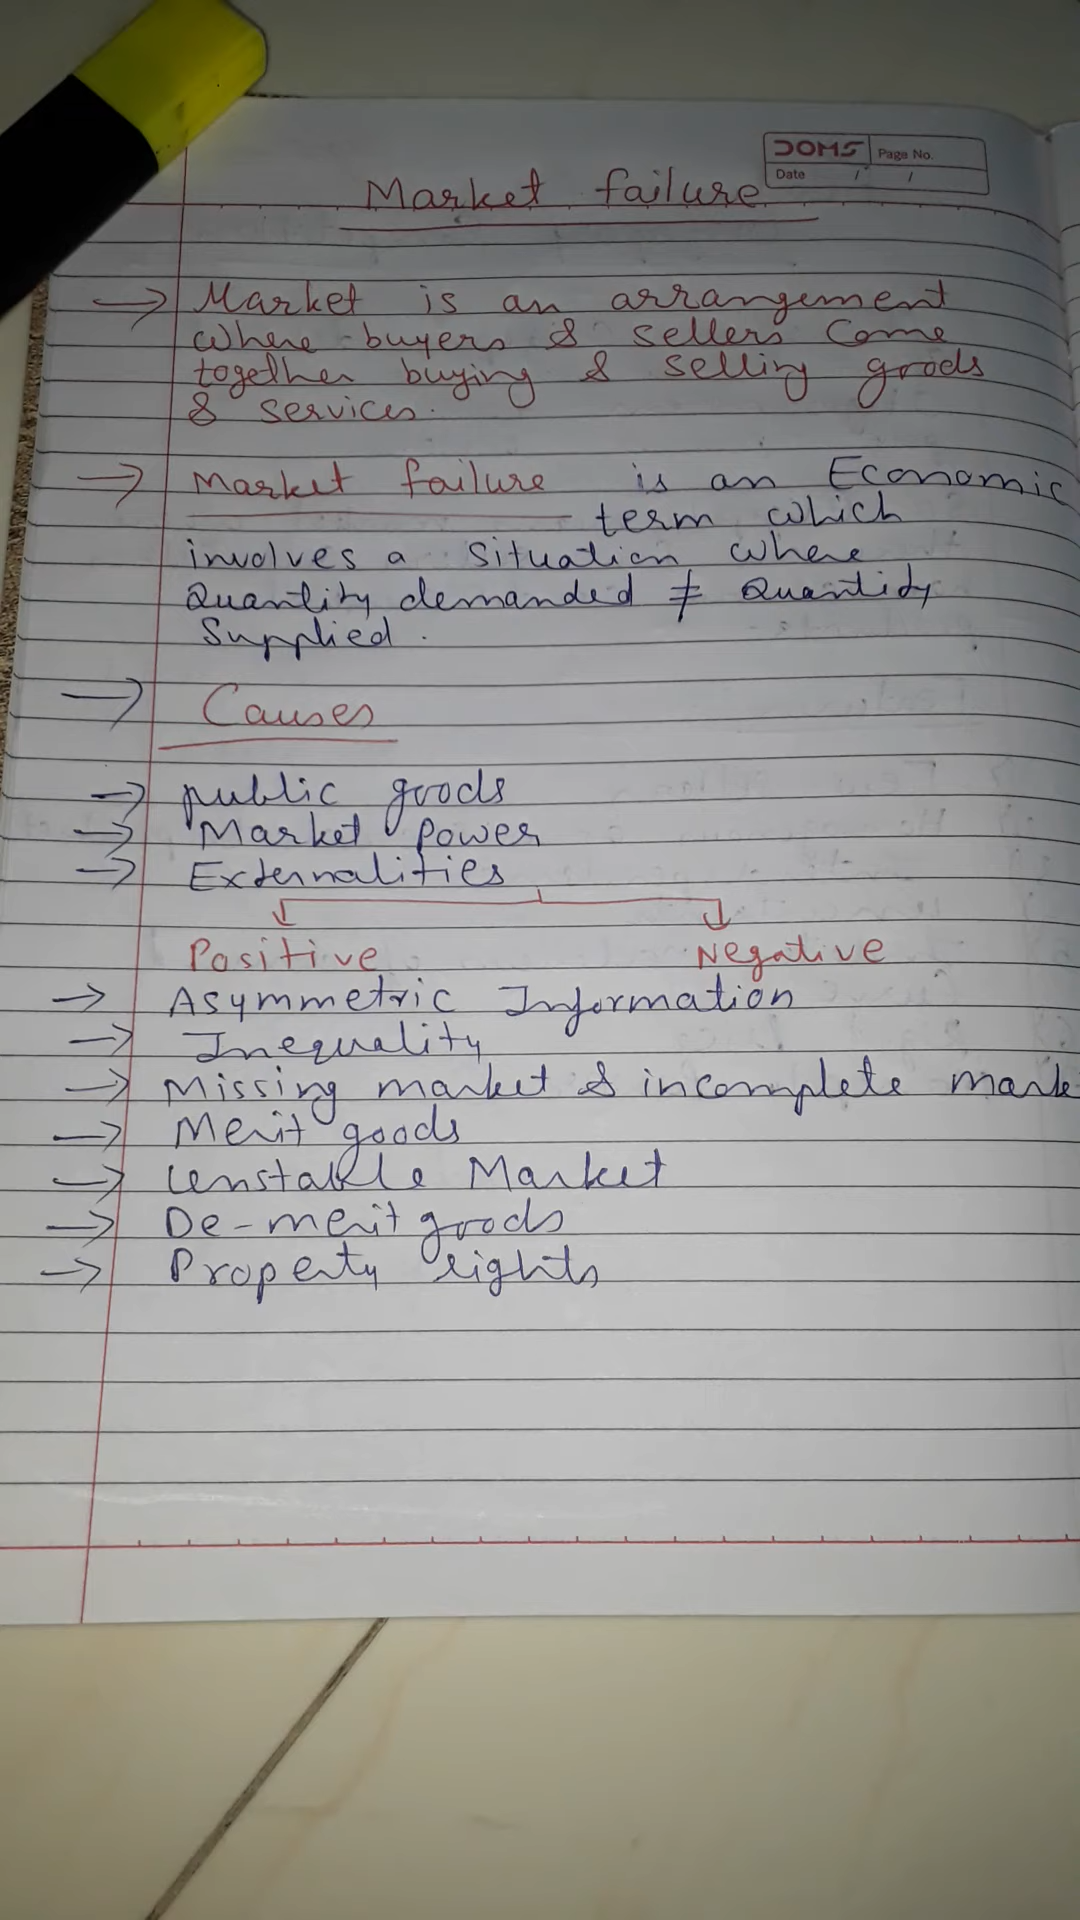 DOMS Page No.
Date / /
Market failure
→ Market is an arrangement
where buyers & sellers come
together buying & selling goods
& services.
→ Market failure is an Economic
term which
involves a situation where
Quantity demanded ≠ Quantity
Supplied.
→ Causes
→ public goods
→ Market Power
→ Externalities
Positive Negative
→ Asymmetric Information
→ Inequality
→ Missing market & incomplete mark
→ Merit goods
→ Unstable Market
→ De-merit goods
→ Property rights